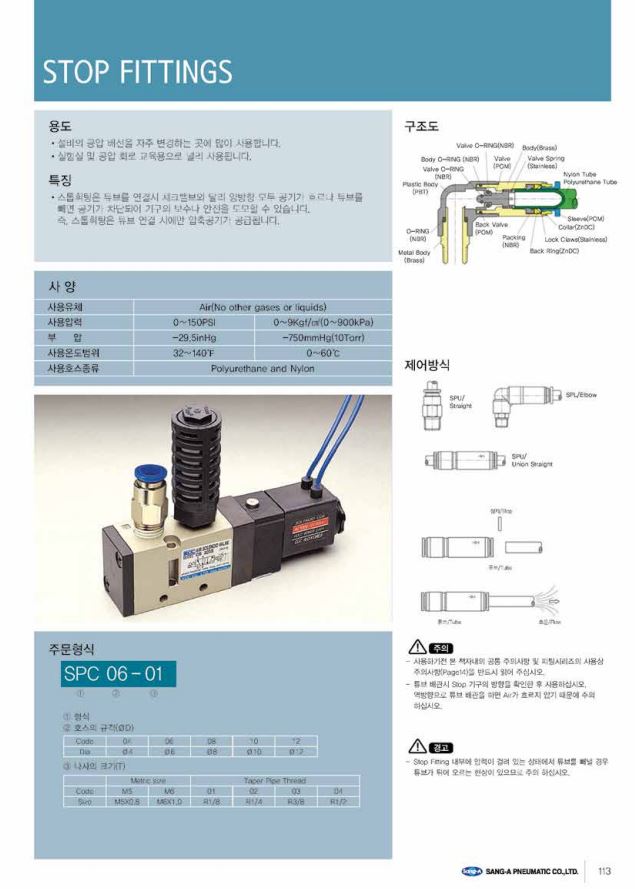 STOP FITTINGS
용도
• 설비의 공압 배선을 자주 변경하는 곳에 많이 사용합니다.
• 실험실 및 공압 회로 교육용으로 널리 사용됩니다.
특징
• 스톱휘팅은 튜브를 연결시 체크밸브와 달리 양방향 모두 공기가 흐르나 튜브를
빼면 공기가 차단되어 기구의 보수나 안전을 도모할 수 있습니다.
즉, 스톱휘팅은 튜브 연결 시에만 압축공기가 공급됩니다.
구조도
Valve O-RING(NBR)
Body(Brass)
Body O-RING (NBR)
Valve
(POM)
Valve Spring
(Stainless)
Valve O-RING
(NBR)
Nylon Tube
Polyurethane Tube
Plastic Body
(PBT)
Sleeve(POM)
Collar(ZnDC)
O-RING
(NBR)
Back Valve
(POM)
Packing
(NBR)
Lock Claws(Stainless)
Back Ring(ZnDC)
Metal Body
(Brass)
사 양
사용유체 Air(No other gases or liquids)
사용압력 0~150PSI 0~9Kgf/㎠(0~900kPa)
부 압 -29.5inHg -750mmHg(10Torr)
사용온도범위 32~140℉ 0~60℃
사용호스종류 Polyurethane and Nylon
제어방식
SPU/
Straight
SPL/Elbow
SPU/
Union Straight
정지/Stop
튜브/Tube
튜브/Tube
흐름/Flow
주문형식
SPC 06-01
① ② ③
① 형식
② 호스의 규격(ØD)
Code 04 06 08 10 12
Dia Ø4 Ø6 Ø8 Ø10 Ø12
③ 나사의 크기(T)
Metric size Taper Pipe Thread
Code M5 M6 01 02 03 04
Size M5X0.8 M6X1.0 R1/8 R1/4 R3/8 R1/2
주의
- 사용하기전 본 책자내의 공통 주의사항 및 피팅시리즈의 사용상
주의사항(Page14)을 반드시 읽어 주십시요.
- 튜브 배관시 Stop 기구의 방향을 확인한 후 사용하십시오.
역방향으로 튜브 배관을 하면 Air가 흐르지 않기 때문에 주의
하십시오.
경고
- Stop Fitting 내부에 압력이 걸려 있는 상태에서 튜브를 빼낼 경우
튜브가 튀어 오르는 현상이 있으므로 주의 하십시오.
SANG-A SANG-A PNEUMATIC CO.,LTD. 113